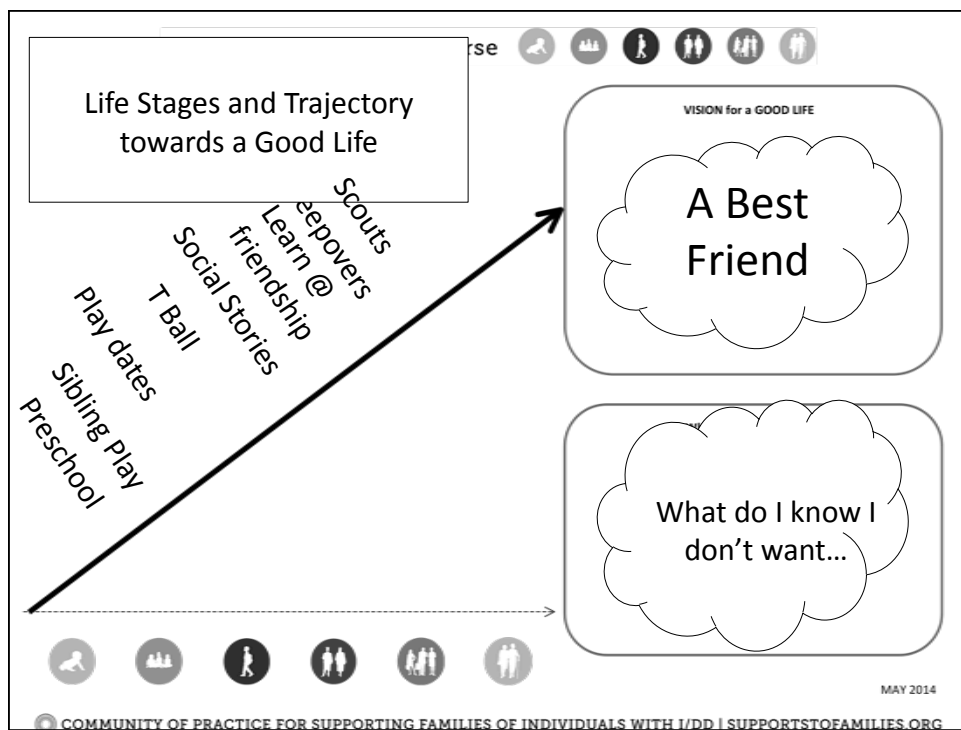 Life Stages and Trajectory
towards a Good Life
VISION for a GOOD LIFE
A Best
Friend
Scouts
Learn @
friendship
Social Stories
T Ball
Play dates
Sibling Play
Preschool
What do I know I
don't want…
MAY 2014
COMMUNITY OF PRACTICE FOR SUPPORTING FAMILIES OF INDIVIDUALS WITH I/DD | SUPPORTSTOFAMILIES.ORG